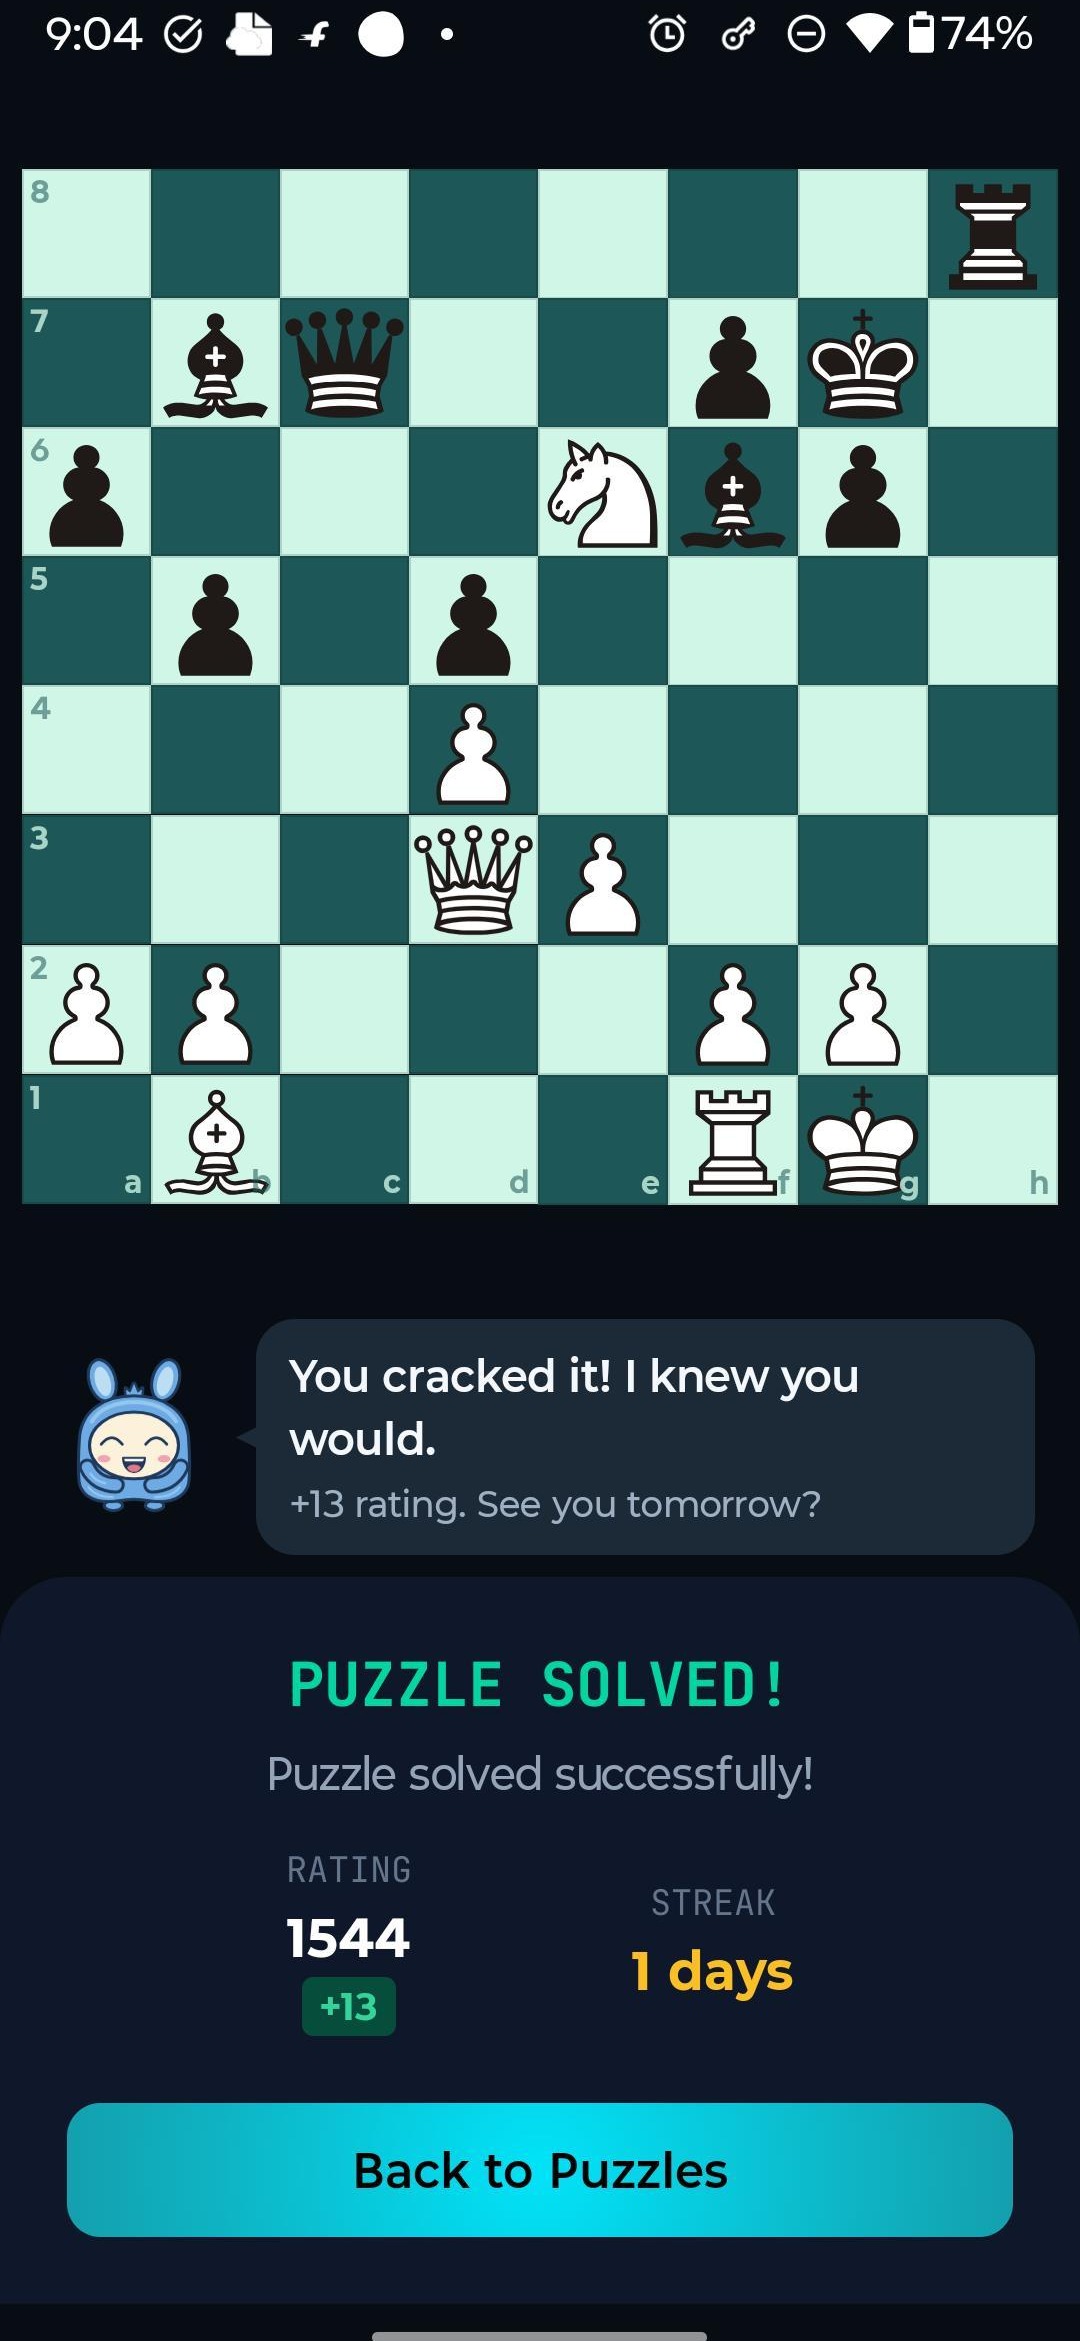 9:04
74%
8
7
6
5
4
3
2
1
a
b
c
d
e
f
g
h
You cracked it! I knew you
would.
+13 rating. See you tomorrow?
PUZZLE SOLVED!
Puzzle solved successfully!
RATING
STREAK
1544
1 days
+13
Back to Puzzles